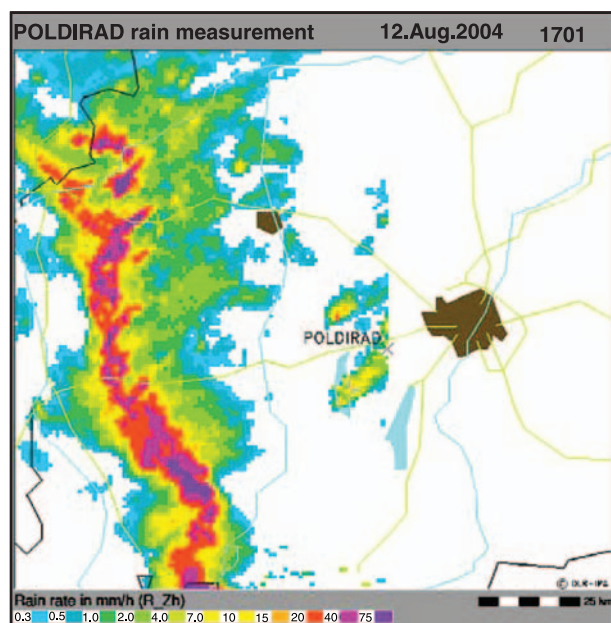 POLDIRAD rain measurement 12.Aug.2004 1701
POLDIRAD
© DLR-IPA
Rain rate in mm/h (R_Zh) 25 km
0.3 0.5 1.0 2.0 4.0 7.0 10 15 20 40 75